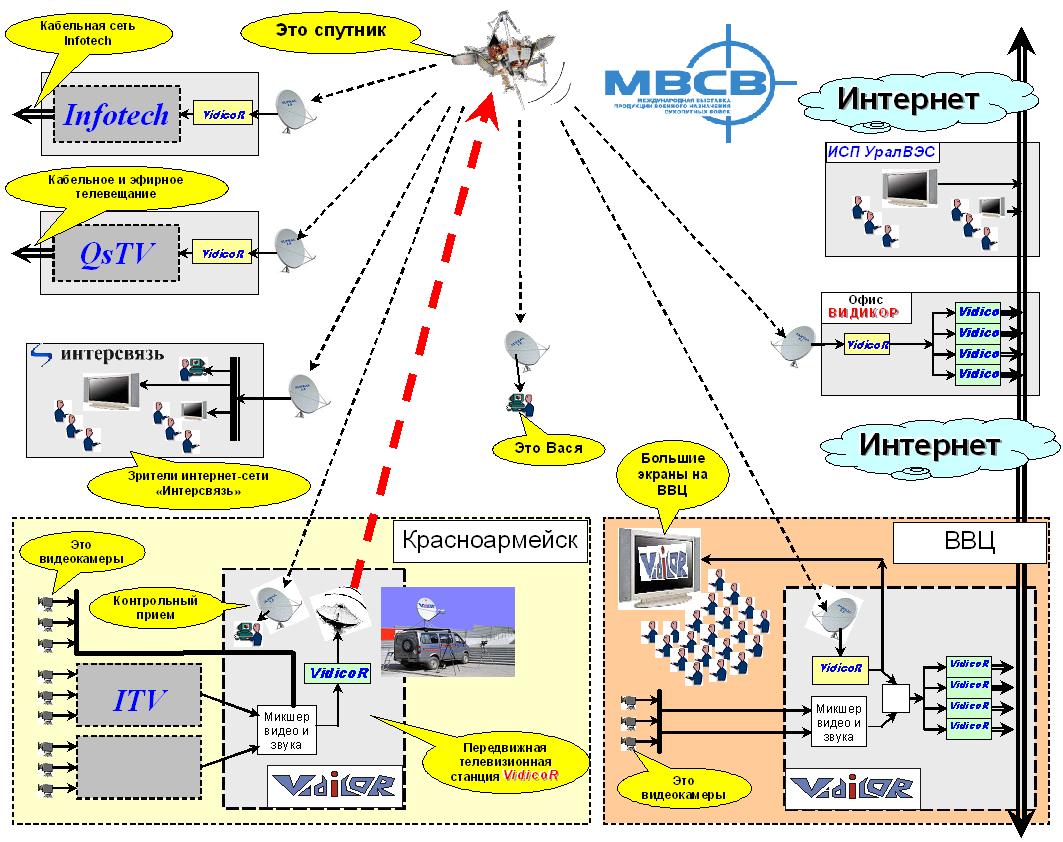 Кабельная сеть
Infotech
Это спутник
МВСВ
МЕЖДУНАРОДНАЯ ВЫСТАВКА
ПРОДУКЦИИ ВОЕННОГО НАЗНАЧЕНИЯ
СУХОПУТНЫХ ВОЙСК
Интернет
Infotech
VidicoR
ИСП УралВЭС
Кабельное и эфирное
телевещание
QsTV
VidicoR
Офис
ВИДИКОР
VidicoR
Vidico
Vidico
Vidico
Vidico
интерсвязь
Интернет
Это Вася
Большие
экраны на
ВВЦ
Зрители интернет-сети
«Интерсвязь»
Красноармейск
ВВЦ
Это
видеокамеры
Контрольный
прием
VidicoR
ITV
Микшер
видео и
звука
Передвижная
телевизионная
станция VidicoR
VidicoR
VidicoR
VidicoR
VidicoR
VidicoR
VidicoR
VidicoR
Микшер
видео и
звука
Это
видеокамеры
VidicoR